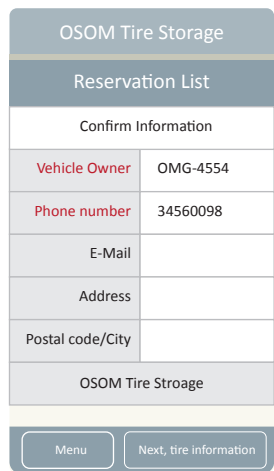 OSOM Tire Storage
Reservation List
Confirm Information
Vehicle Owner OMG-4554
Phone number 34560098
E-Mail
Address
Postal code/City
OSOM Tire Stroage
Menu Next, tire information